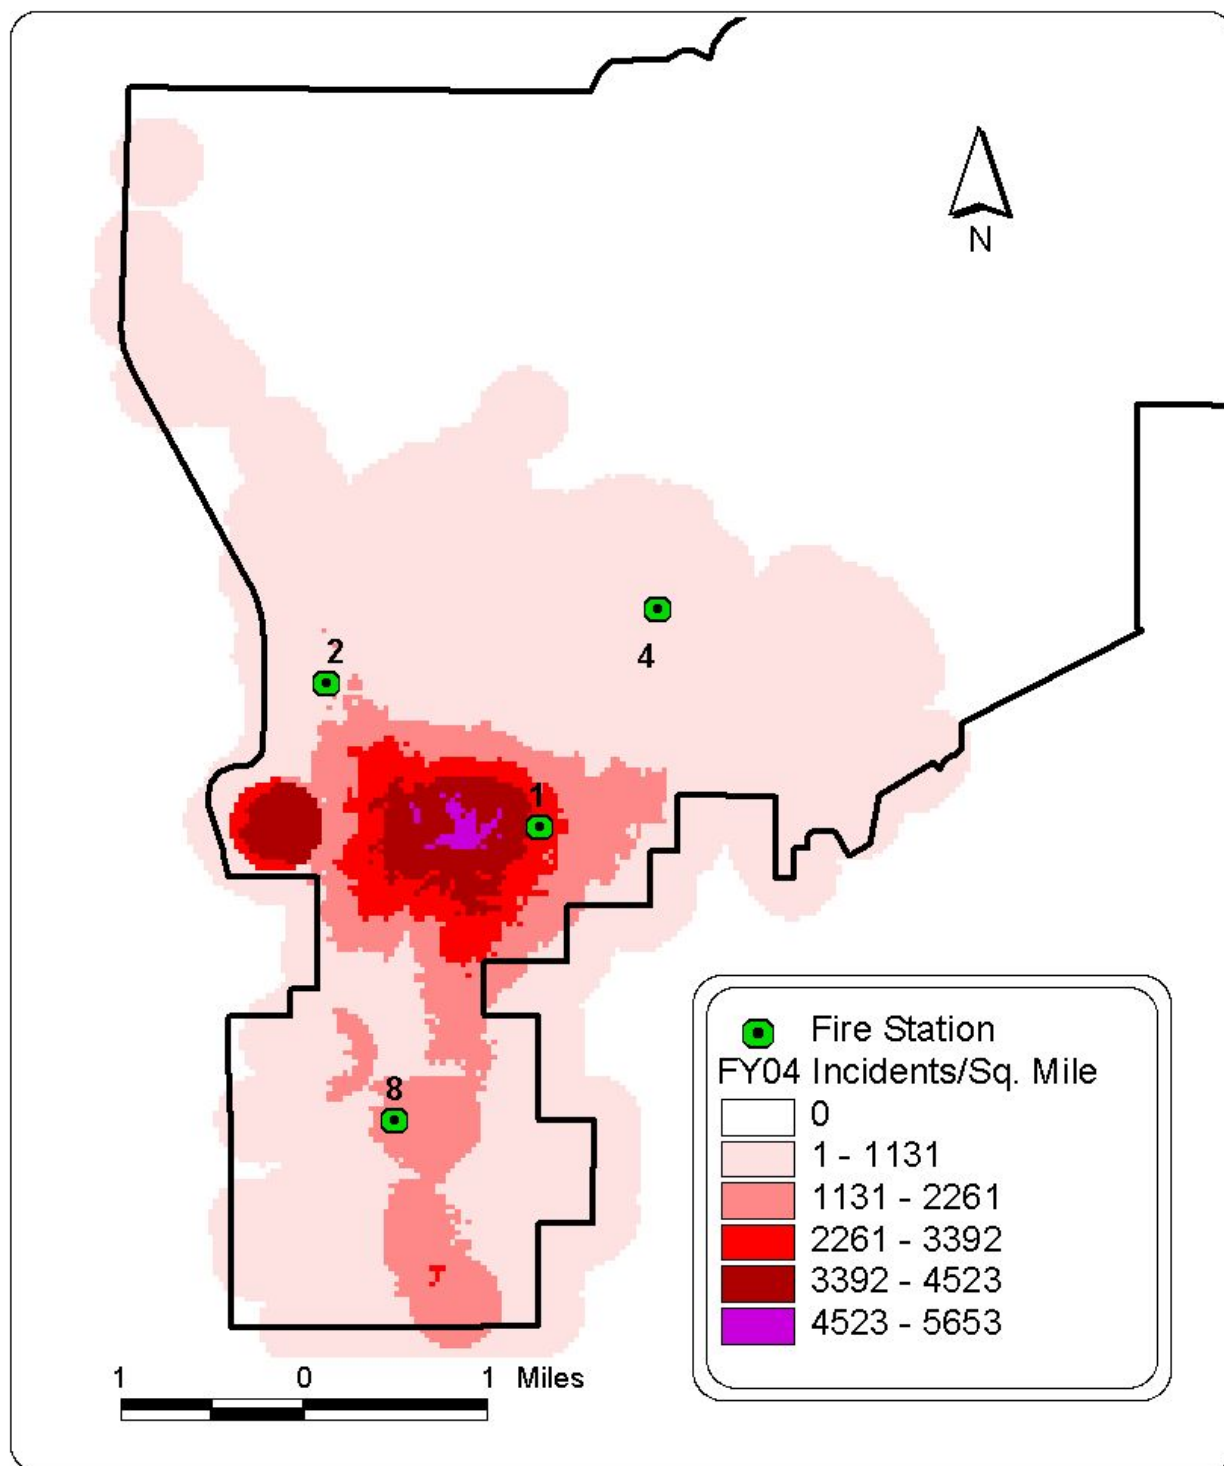 N
2
4
1
8
Fire Station
FY04 Incidents/Sq. Mile
0
1 - 1131
1131 - 2261
2261 - 3392
3392 - 4523
4523 - 5653
1 0 1 Miles